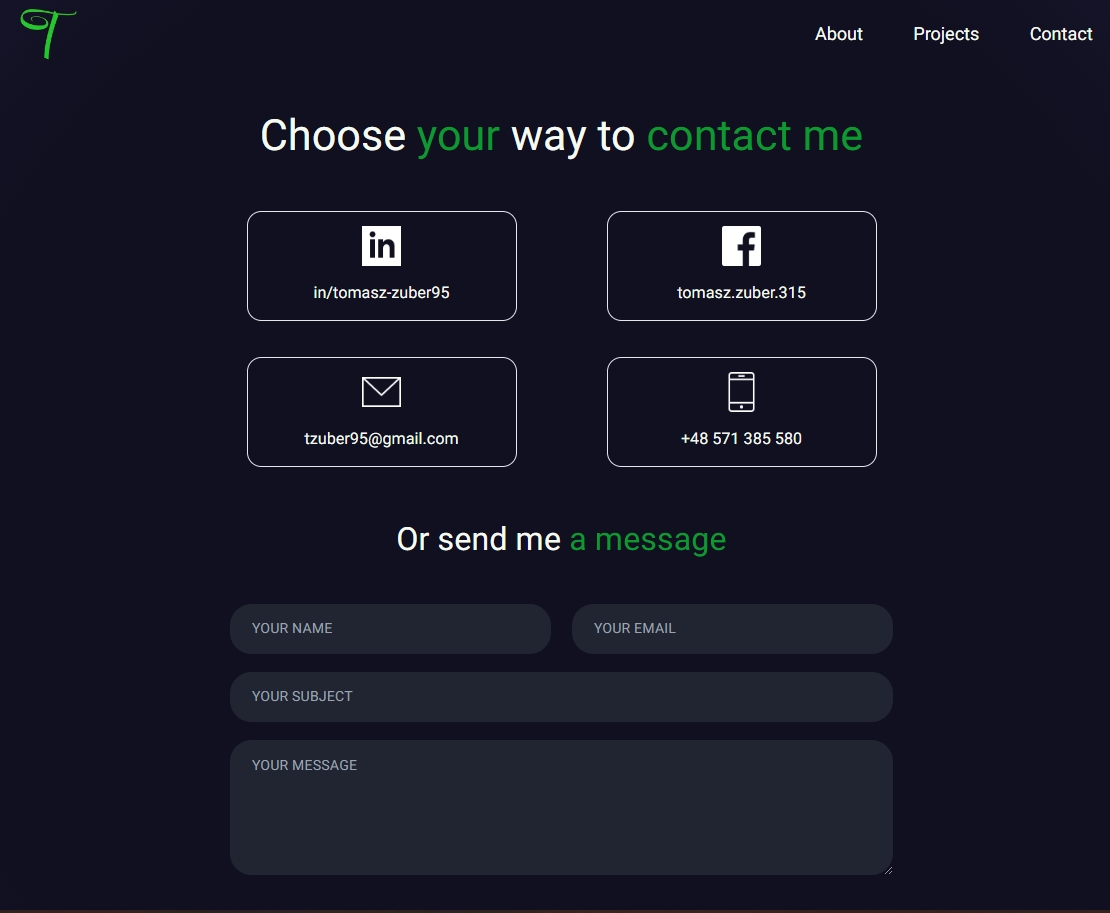 T
About Projects Contact
Choose your way to contact me
in
f
in/tomasz-zuber95
tomasz.zuber.315
tzuber95@gmail.com
+48 571 385 580
Or send me a message
YOUR NAME
YOUR EMAIL
YOUR SUBJECT
YOUR MESSAGE